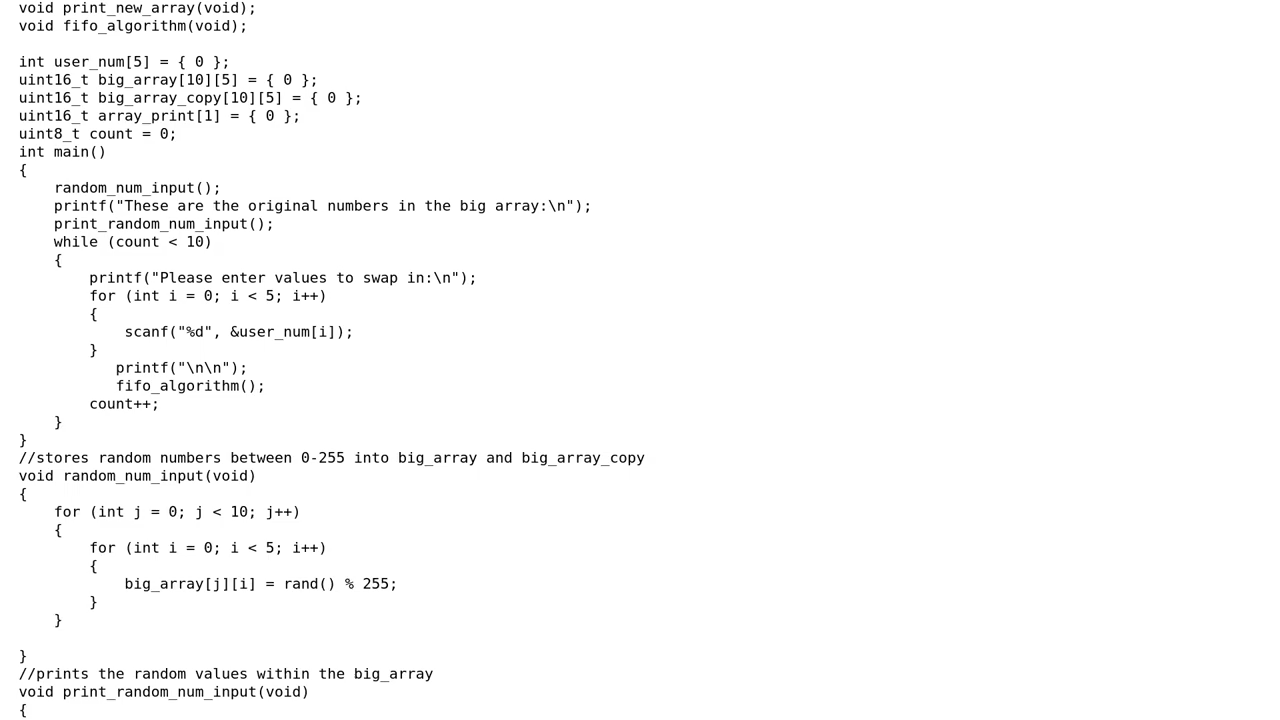 void print_new_array(void);
void fifo_algorithm(void);

int user_num[5] = { 0 };
uint16_t big_array[10][5] = { 0 };
uint16_t big_array_copy[10][5] = { 0 };
uint16_t array_print[1] = { 0 };
uint8_t count = 0;
int main()
{
    random_num_input();
    printf("These are the original numbers in the big array:\n");
    print_random_num_input();
    while (count < 10)
    {
        printf("Please enter values to swap in:\n");
        for (int i = 0; i < 5; i++)
        {
            scanf("%d", &user_num[i]);
        }
           printf("\n\n");
           fifo_algorithm();
        count++;
    }
}
//stores random numbers between 0-255 into big_array and big_array_copy
void random_num_input(void)
{
    for (int j = 0; j < 10; j++)
    {
        for (int i = 0; i < 5; i++)
        {
            big_array[j][i] = rand() % 255;
        }
    }

}
//prints the random values within the big_array
void print_random_num_input(void)
{